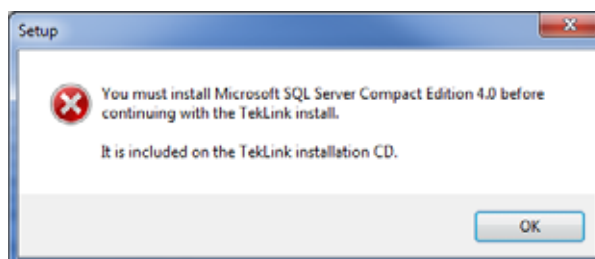 Setup
You must install Microsoft SQL Server Compact Edition 4.0 before
continuing with the TekLink install.
It is included on the TekLink installation CD.
OK